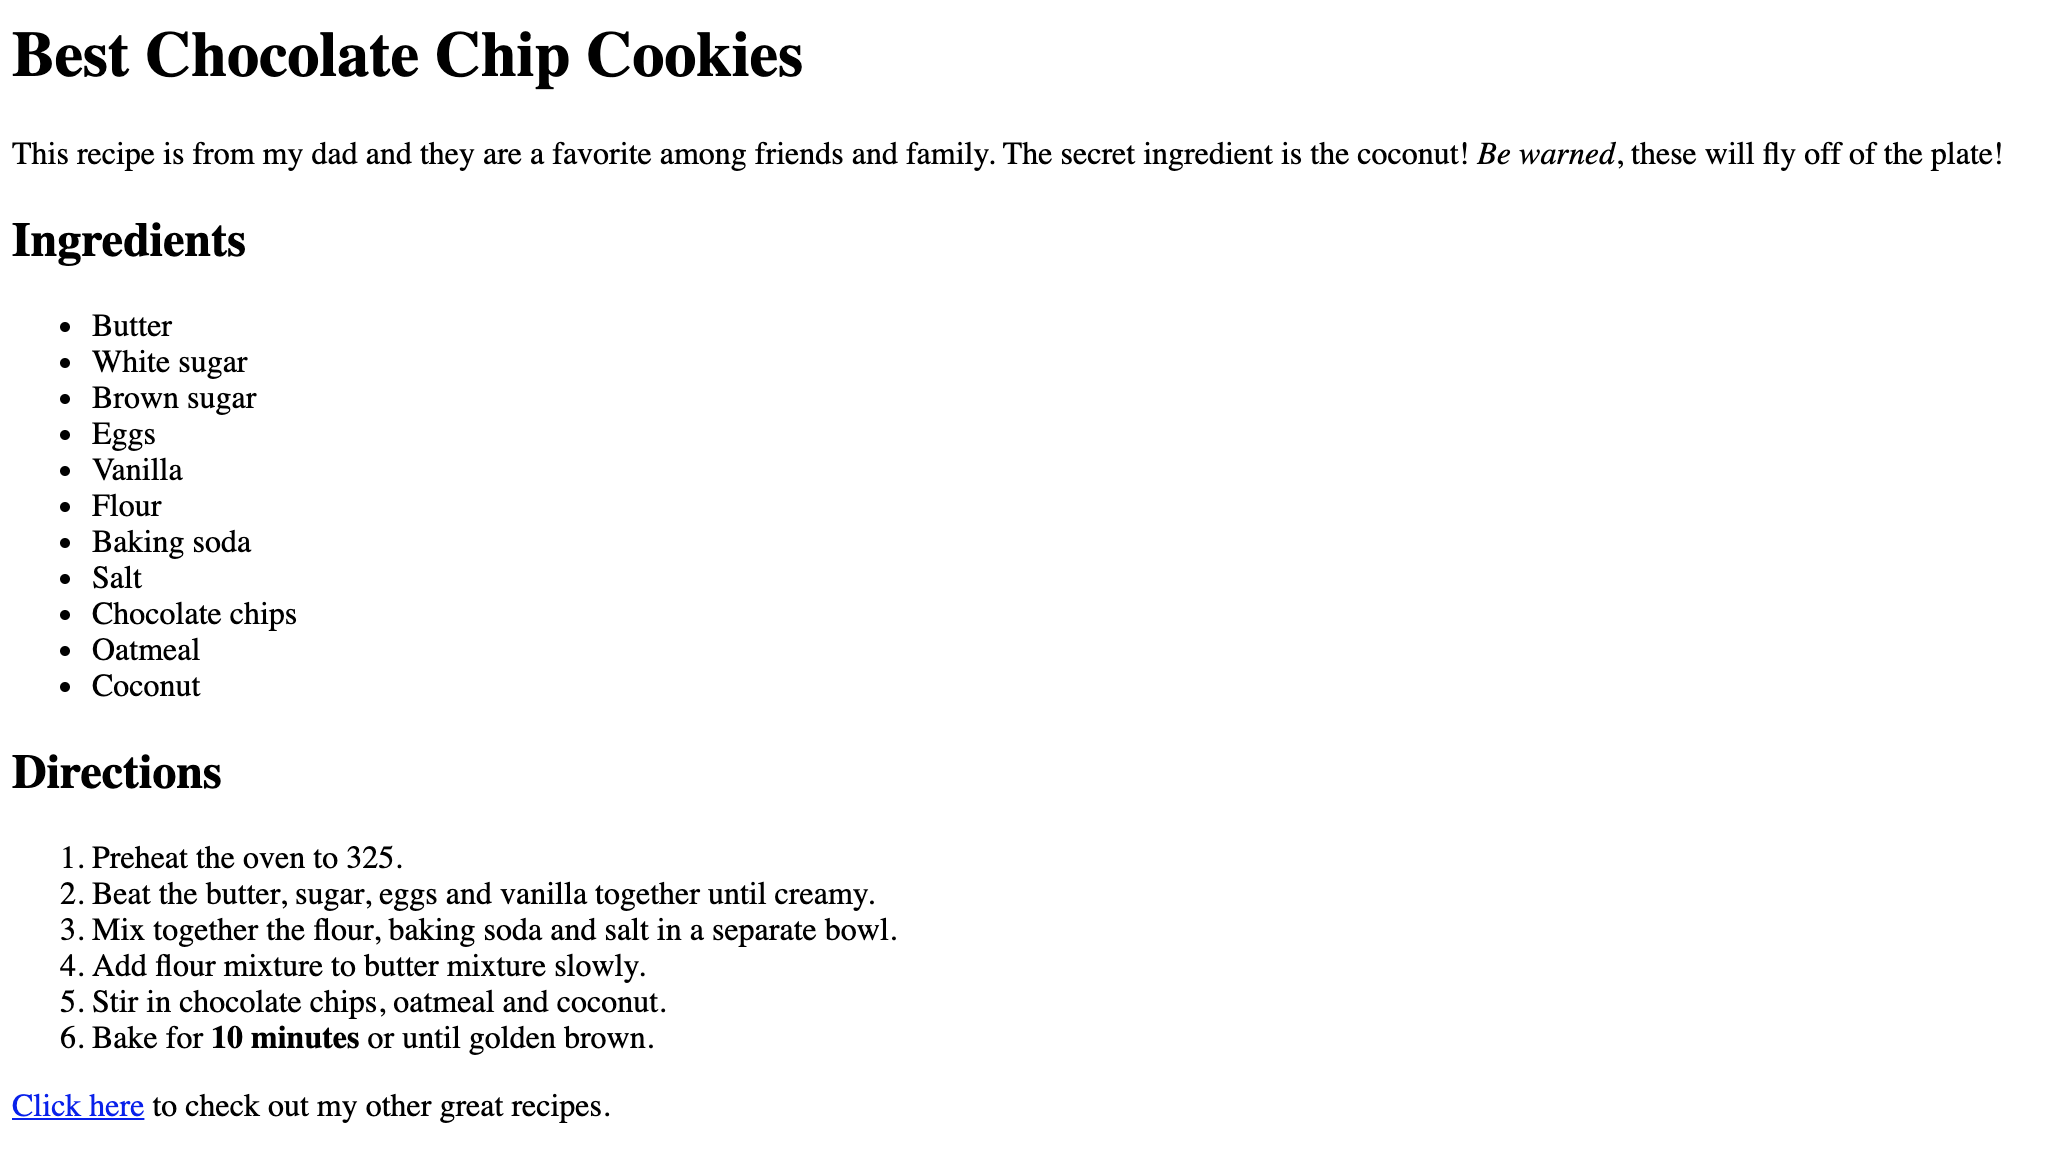 Best Chocolate Chip Cookies
This recipe is from my dad and they are a favorite among friends and family. The secret ingredient is the coconut! Be warned, these will fly off of the plate!
Ingredients
• Butter
• White sugar
• Brown sugar
• Eggs
• Vanilla
• Flour
• Baking soda
• Salt
• Chocolate chips
• Oatmeal
• Coconut
Directions
1. Preheat the oven to 325.
2. Beat the butter, sugar, eggs and vanilla together until creamy.
3. Mix together the flour, baking soda and salt in a separate bowl.
4. Add flour mixture to butter mixture slowly.
5. Stir in chocolate chips, oatmeal and coconut.
6. Bake for 10 minutes or until golden brown.
Click here to check out my other great recipes.